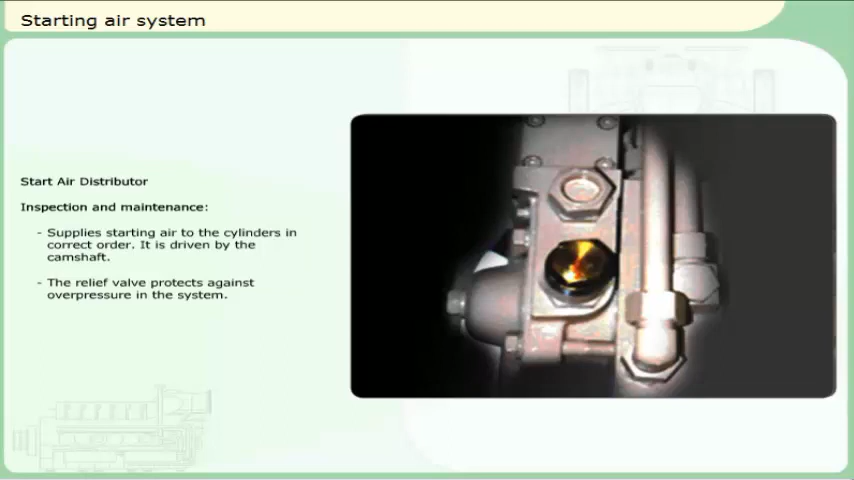 Starting air system
Start Air Distributor
Inspection and maintenance:
- Supplies starting air to the cylinders in
correct order. It is driven by the
camshaft.
- The relief valve protects against
overpressure in the system.